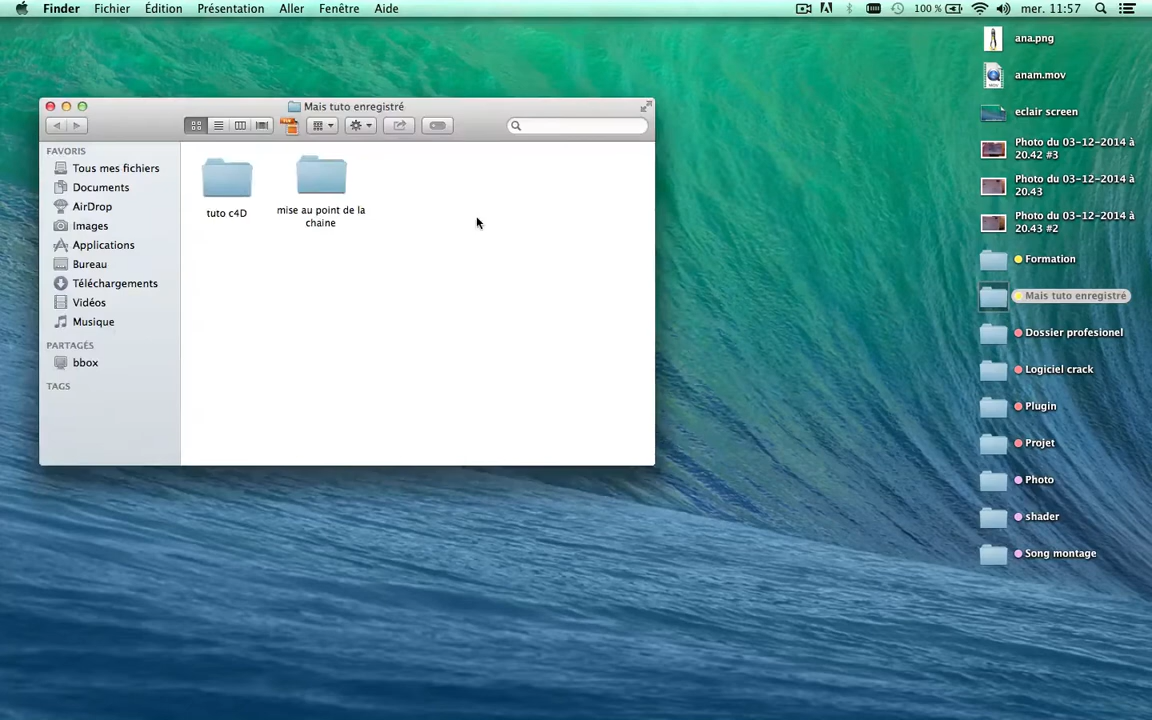 Finder Fichier Édition Présentation Aller Fenêtre Aide 100 % mer. 11:57
Mais tuto enregistré
FAVORIS
Tous mes fichiers
Documents
AirDrop
Images
Applications
Bureau
Téléchargements
Vidéos
Musique
PARTAGÉS
bbox
TAGS
tuto c4D
mise au point de la
chaine
ana.png
anam.mov
eclair screen
Photo du 03-12-2014 à
20.42 #3
Photo du 03-12-2014 à
20.43
Photo du 03-12-2014 à
20.43 #2
Formation
Mais tuto enregistré
Dossier profesionel
Logiciel crack
Plugin
Projet
Photo
shader
Song montage